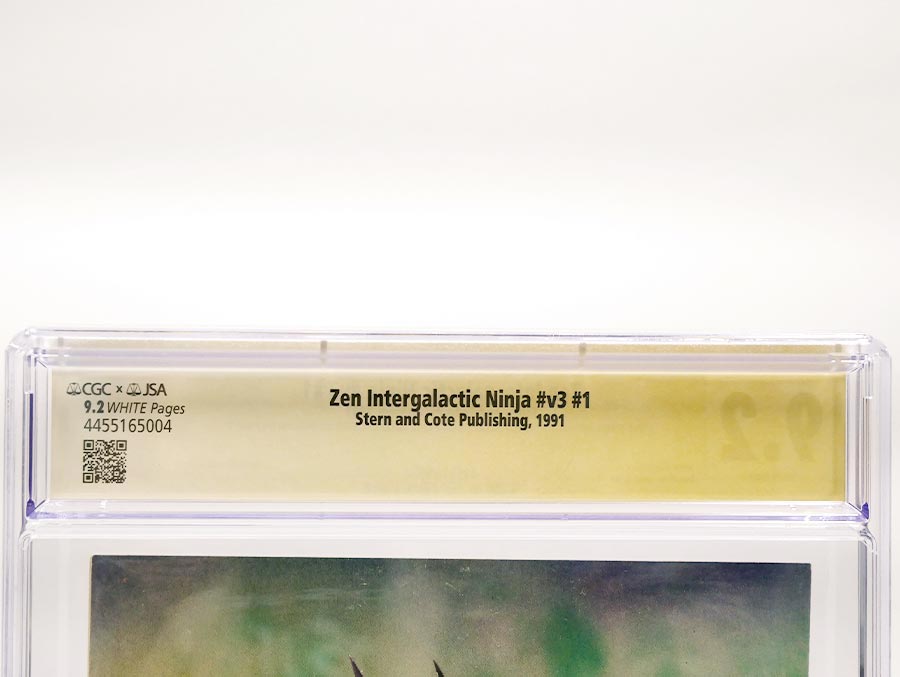 CGC x JSA
9.2 WHITE Pages
4455165004
Zen Intergalactic Ninja #v3 #1
Stern and Cote Publishing, 1991
9.2